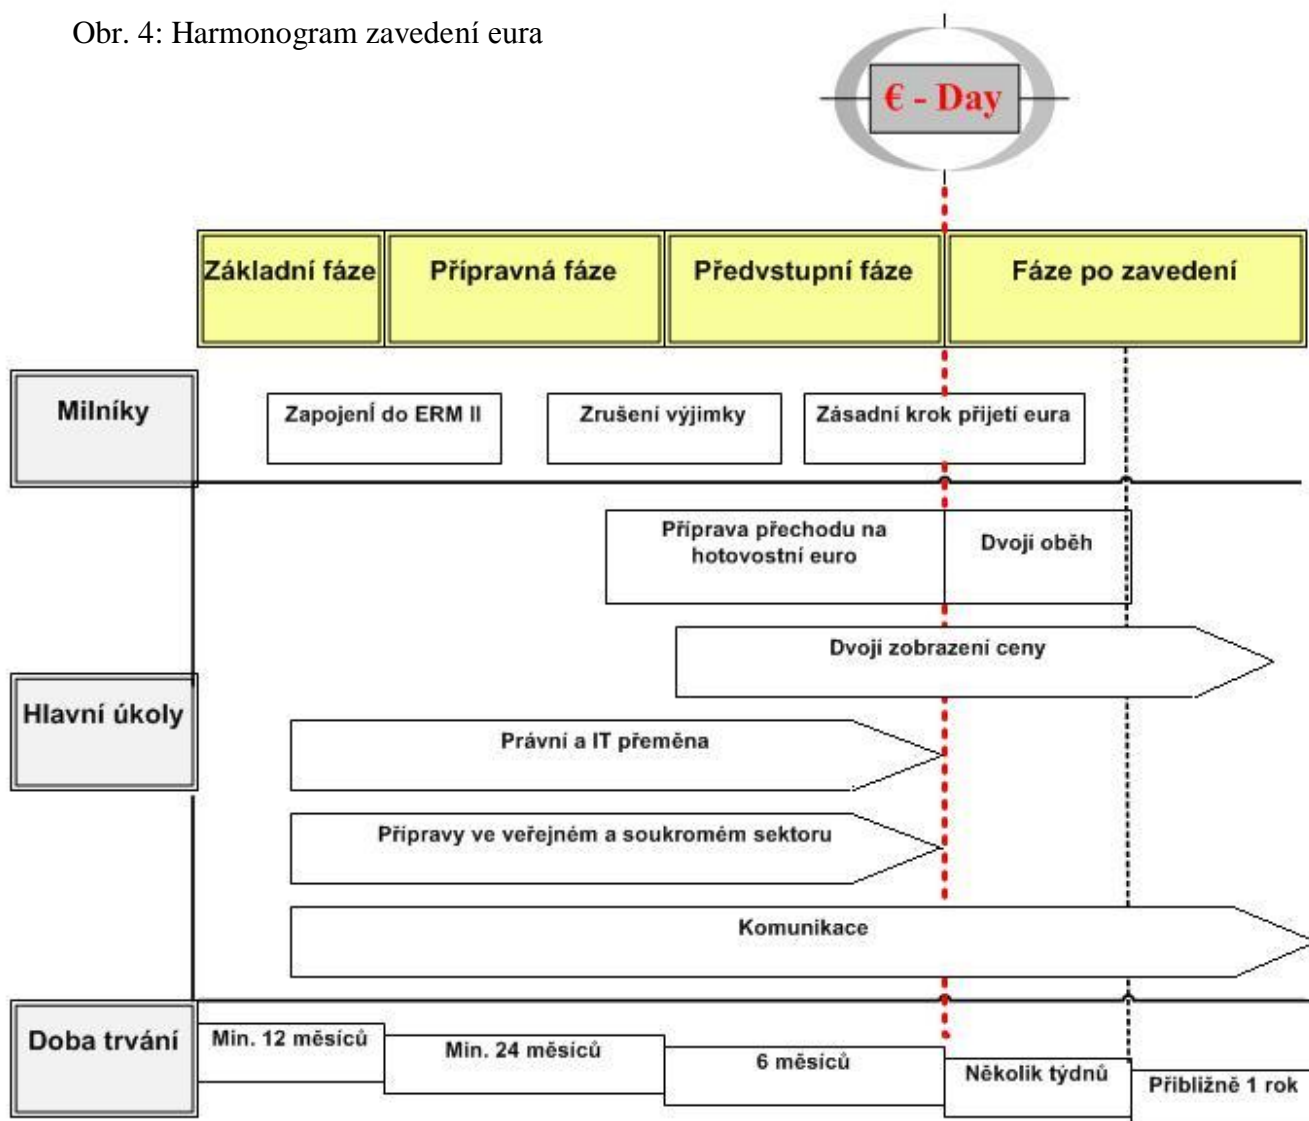 Obr. 4: Harmonogram zavedení eura
€ - Day
Základní fáze
Přípravná fáze
Předvstupní fáze
Fáze po zavedení
Milníky
ZapojenÍ do ERM II
Zrušení výjimky
Zásadní krok přijetí eura
Příprava přechodu na
hotovostní euro
Dvojí oběh
Dvojí zobrazení ceny
Hlavní úkoly
Právní a IT přeměna
Přípravy ve veřejném a soukromém sektoru
Komunikace
Doba trvání
Min. 12 měsíců
Min. 24 měsíců
6 měsíců
Několik týdnů
Přibližně 1 rok